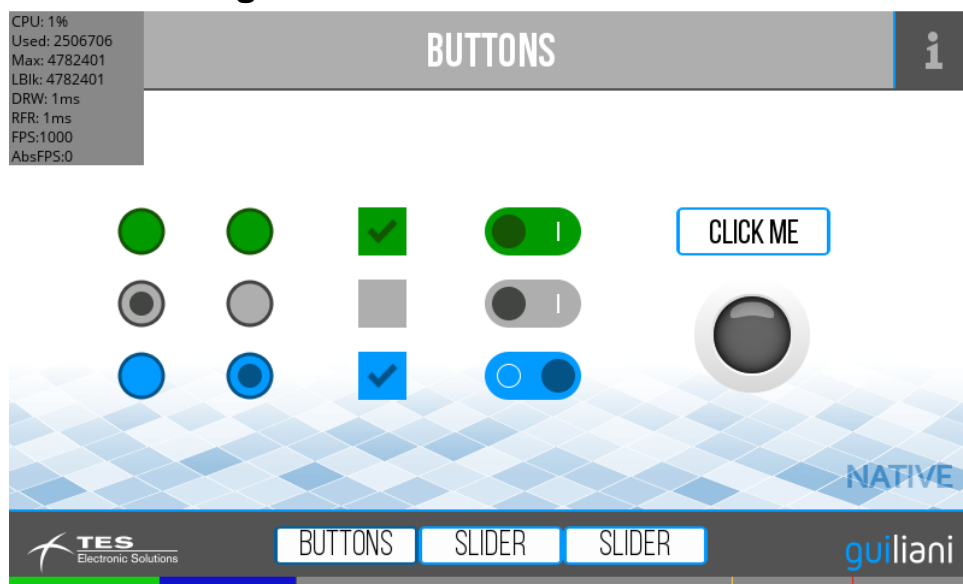 g
CPU: 1%
Used: 2506706
Max: 4782401
LBlk: 4782401
DRW: 1ms
RFR: 1ms
FPS:1000
AbsFPS:0
BUTTONS
i
CLICK ME
NATIVE
TES
Electronic Solutions
BUTTONS
SLIDER
SLIDER
guiliani